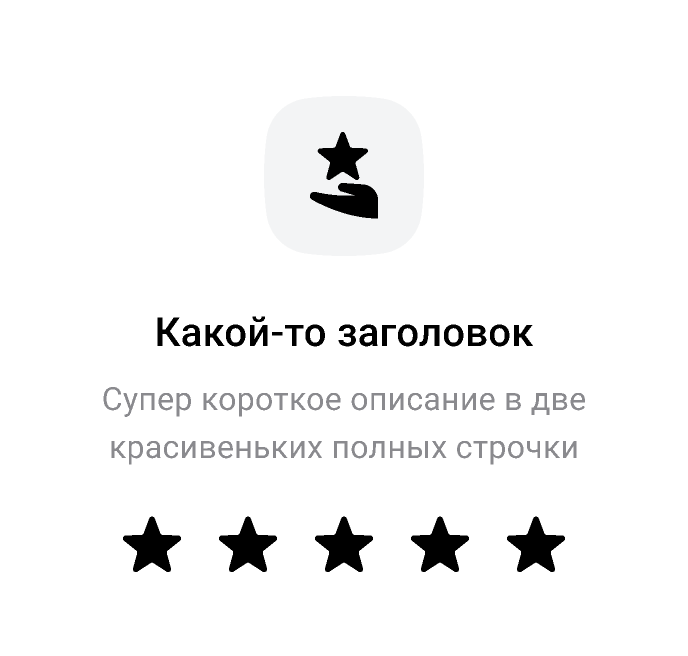 Какой-то заголовок
Супер короткое описание в две
красивеньких полных строчки